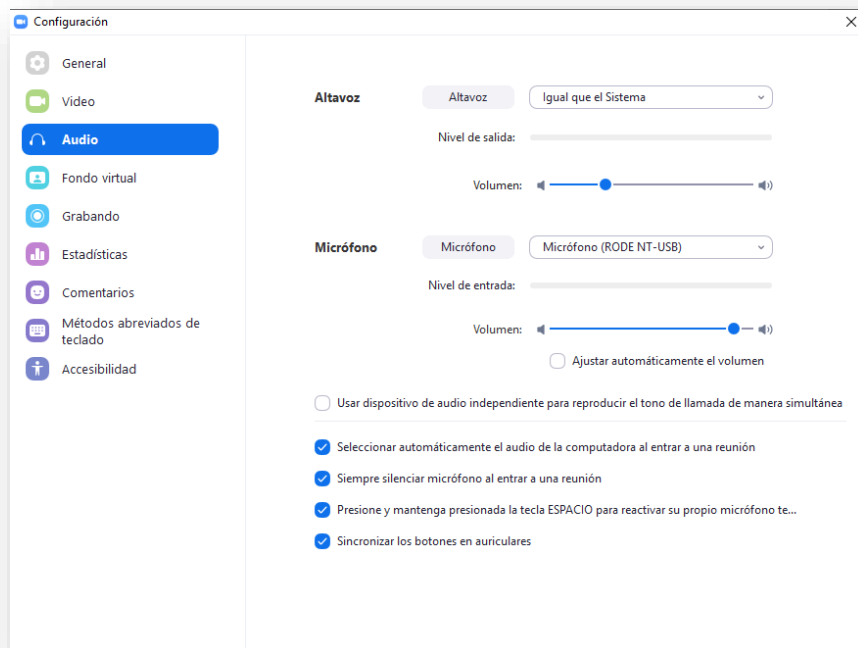 Configuración
General
Video
Audio
Fondo virtual
Grabando
Estadísticas
Comentarios
Métodos abreviados de
teclado
Accesibilidad
Altavoz Altavoz Igual que el Sistema
Nivel de salida:
Volumen:
Micrófono Micrófono Micrófono (RODE NT-USB)
Nivel de entrada:
Volumen:
Ajustar automáticamente el volumen
Usar dispositivo de audio independiente para reproducir el tono de llamada de manera simultánea
Seleccionar automáticamente el audio de la computadora al entrar a una reunión
Siempre silenciar micrófono al entrar a una reunión
Presione y mantenga presionada la tecla ESPACIO para reactivar su propio micrófono te...
Sincronizar los botones en auriculares